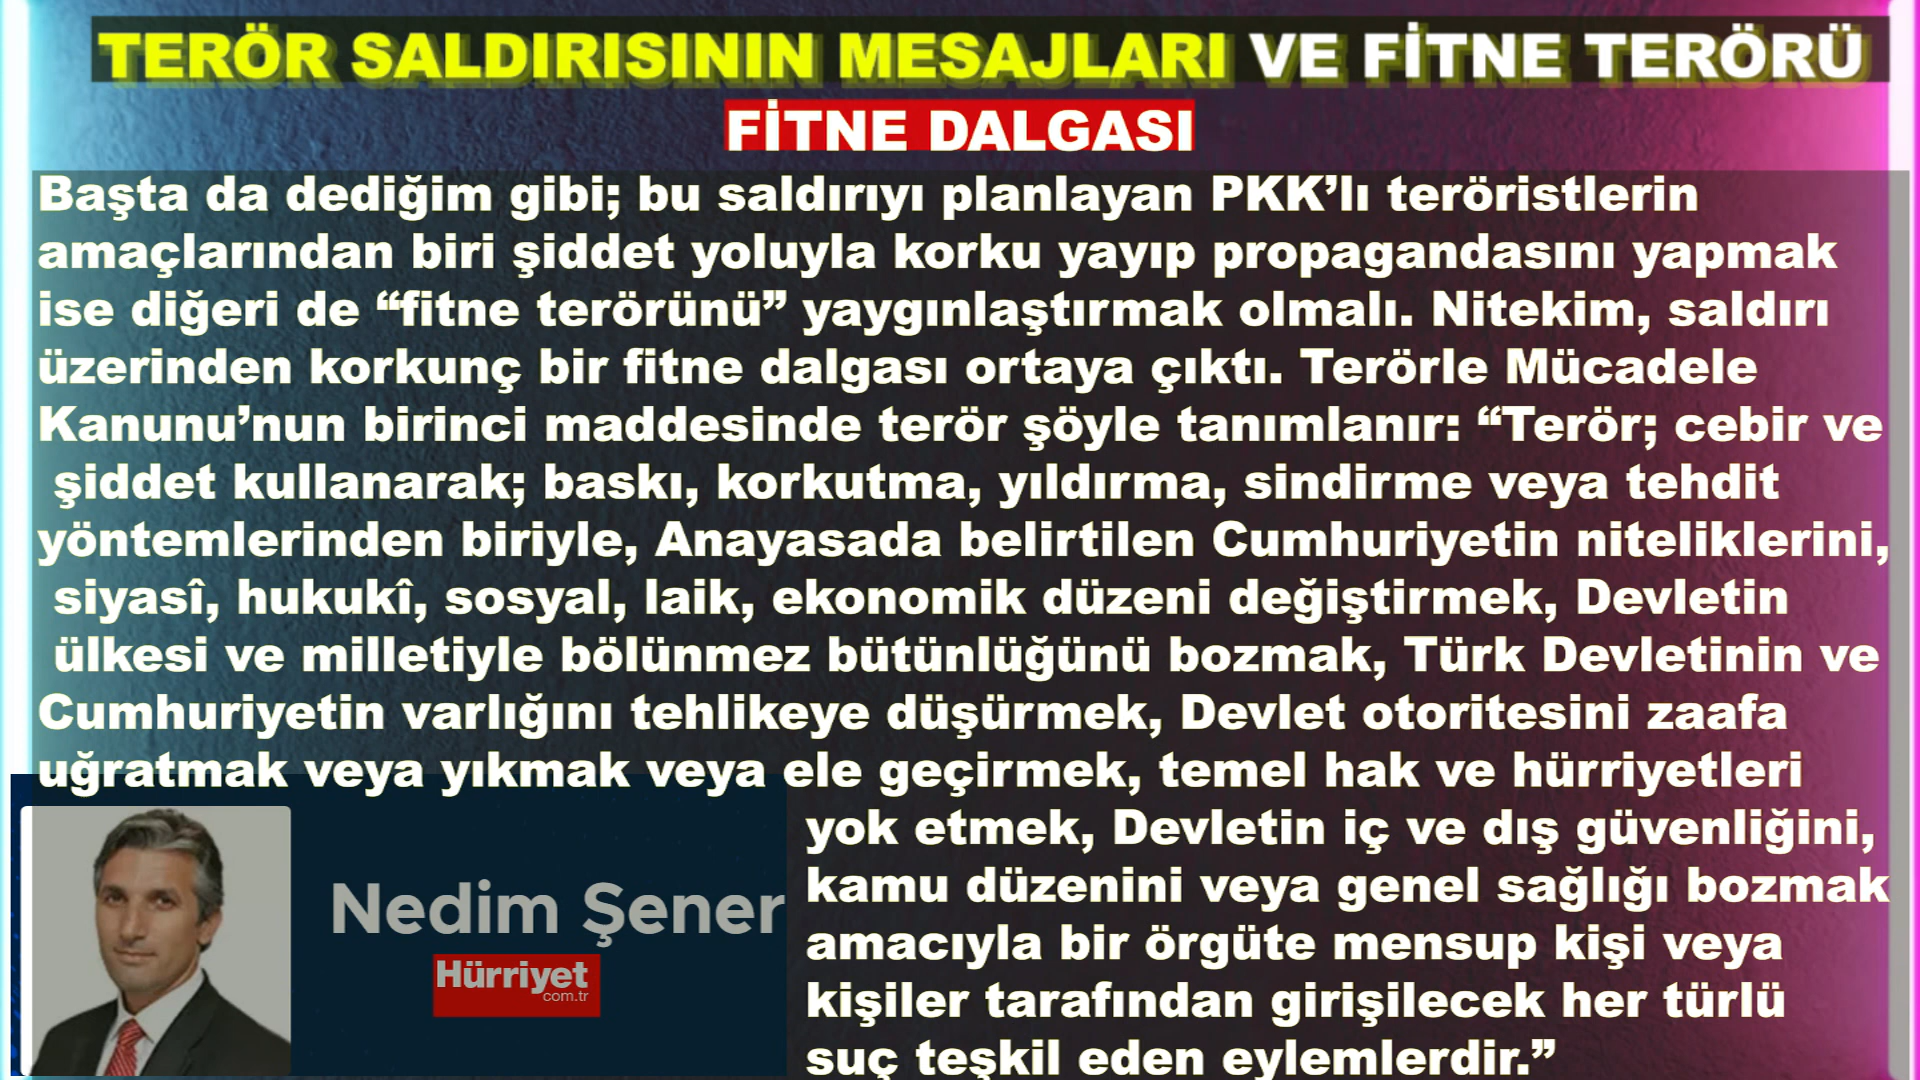 TERÖR SALDIRISININ MESAJLARI VE FİTNE TERÖRÜ
FİTNE DALGASI
Başta da dediğim gibi; bu saldırıyı planlayan PKK’lı teröristlerin
amaçlarından biri şiddet yoluyla korku yayıp propagandasını yapmak
ise diğeri de “fitne terörünü” yaygınlaştırmak olmalı. Nitekim, saldırı
üzerinden korkunç bir fitne dalgası ortaya çıktı. Terörle Mücadele
Kanunu’nun birinci maddesinde terör şöyle tanımlanır: “Terör; cebir ve
şiddet kullanarak; baskı, korkutma, yıldırma, sindirme veya tehdit
yöntemlerinden biriyle, Anayasada belirtilen Cumhuriyetin niteliklerini,
siyasî, hukukî, sosyal, laik, ekonomik düzeni değiştirmek, Devletin
ülkesi ve milletiyle bölünmez bütünlüğünü bozmak, Türk Devletinin ve
Cumhuriyetin varlığını tehlikeye düşürmek, Devlet otoritesini zaafa
uğratmak veya yıkmak veya ele geçirmek, temel hak ve hürriyetleri
yok etmek, Devletin iç ve dış güvenliğini,
kamu düzenini veya genel sağlığı bozmak
amacıyla bir örgüte mensup kişi veya
kişiler tarafından girişilecek her türlü
suç teşkil eden eylemlerdir.”
Nedim Şener
Hürriyet
com.tr